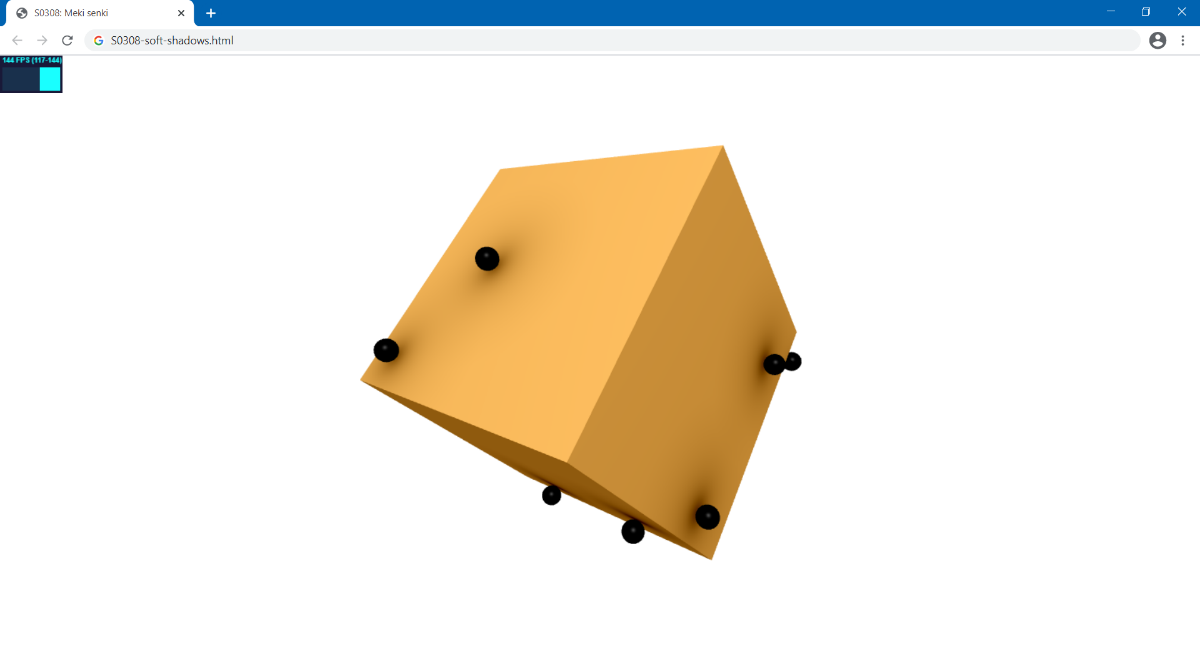 S0308: Meki senki
S0308-soft-shadows.html
144 FPS (117-144)